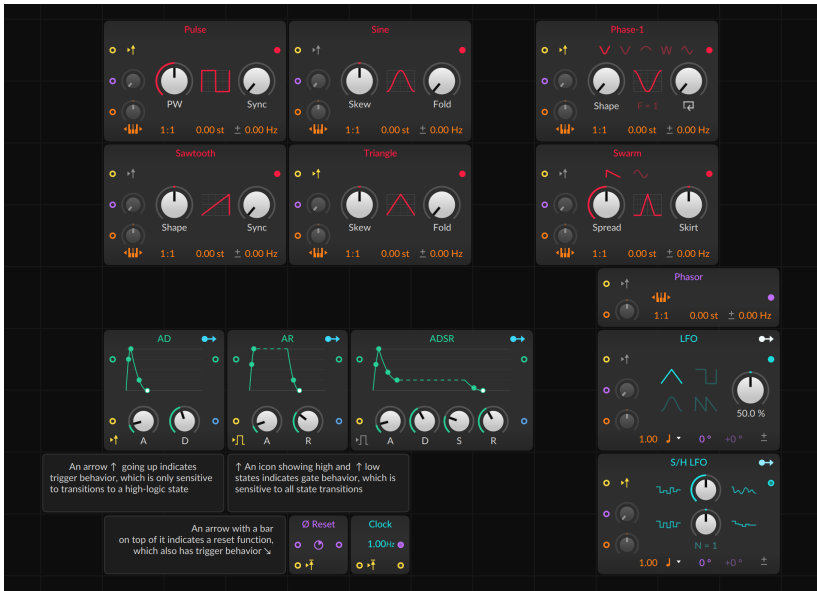 Pulse
Sine
Phase-1
PW
Sync
Skew
Fold
Shape
F ÷ 1
1:1 0.00 st ± 0.00 Hz
1:1 0.00 st ± 0.00 Hz
1:1 0.00 st ± 0.00 Hz
Sawtooth
Triangle
Swarm
Shape
Sync
Skew
Fold
Spread
Skirt
1:1 0.00 st ± 0.00 Hz
1:1 0.00 st ± 0.00 Hz
1:1 0.00 st ± 0.00 Hz
Phasor
1:1 0.00 st ± 0.00 Hz
AD
AR
ADSR
LFO
50.0 %
A D
A R
A D S R
1.00 0° +0° ±
An arrow ↑ going up indicates
trigger behavior, which is only sensitive
to transitions to a high-logic state
↑ An icon showing high and ↑ low
states indicates gate behavior, which is
sensitive to all state transitions
S/H LFO
N = 1
1.00 0° +0° ±
An arrow with a bar
on top of it indicates a reset function,
which also has trigger behavior ↘
Ø Reset
Ø
Clock
1.00Hz